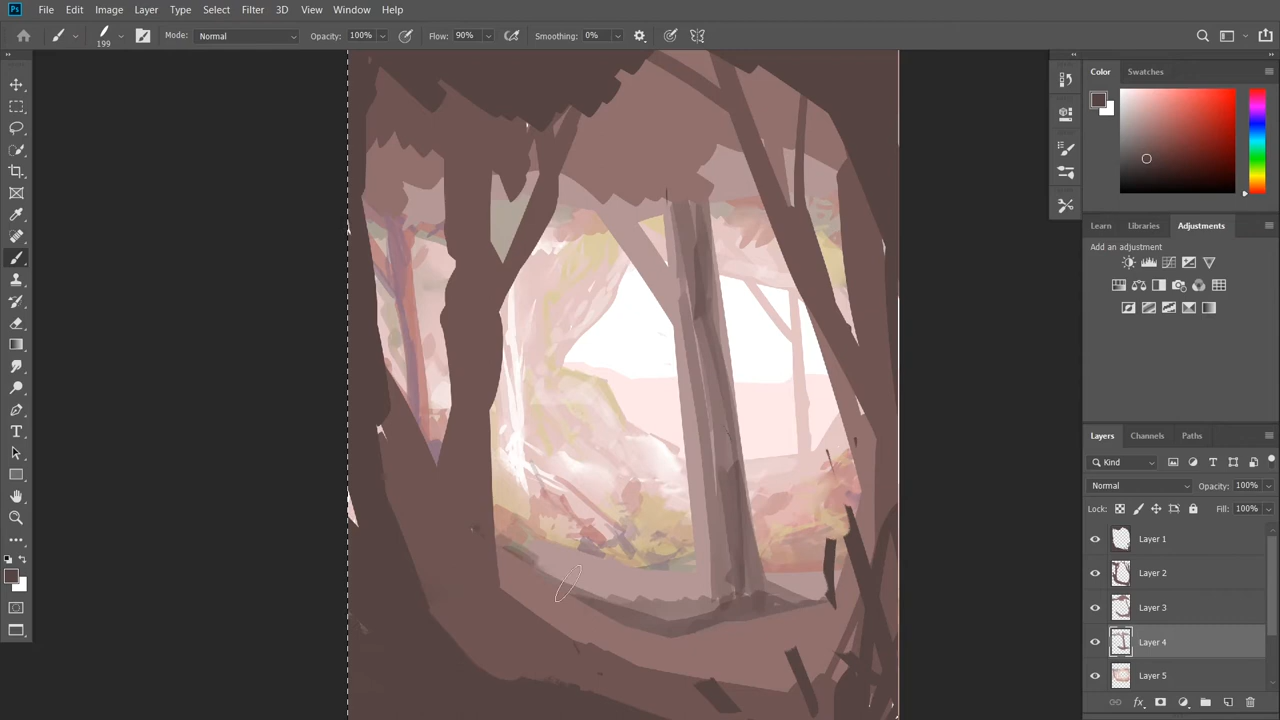 Ps File Edit Image Layer Type Select Filter 3D View Window Help
199 Mode: Normal Opacity: 100% Flow: 90% Smoothing: 0%
Color Swatches
Learn Libraries Adjustments
Add an adjustment
Layers Channels Paths
Kind
Normal Opacity: 100%
Lock: Fill: 100%
Layer 1
Layer 2
Layer 3
Layer 4
Layer 5